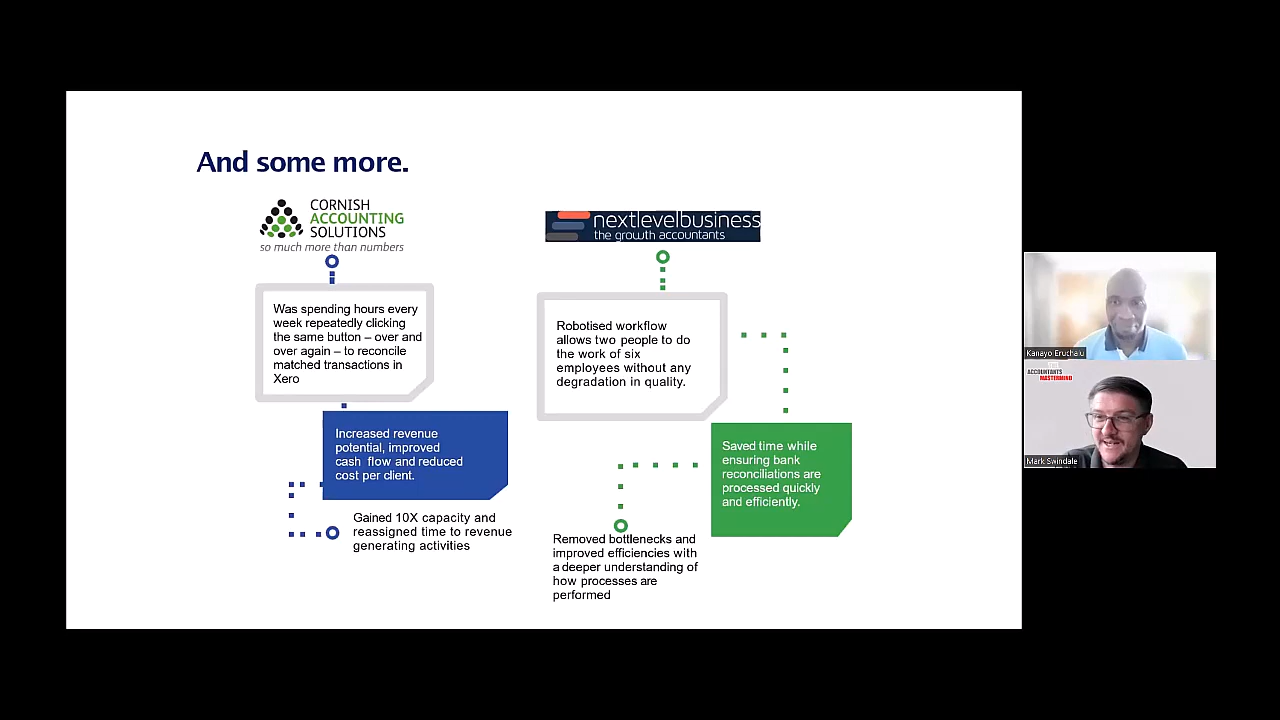 And some more.
CORNISH
ACCOUNTING
SOLUTIONS
so much more than numbers
Was spending hours every
week repeatedly clicking
the same button – over and
over again – to reconcile
matched transactions in
Xero
Increased revenue
potential, improved
cash flow and reduced
cost per client.
Gained 10X capacity and
reassigned time to revenue
generating activities
nextlevelbusiness
the growth accountants
Robotised workflow
allows two people to do
the work of six
employees without any
degradation in quality.
Saved time while
ensuring bank
reconciliations are
processed quickly
and efficiently.
Removed bottlenecks and
improved efficiencies with
a deeper understanding of
how processes are
performed
Kanayo Eruchalu
ACCOUNTANTS
MASTERMIND
Mark Swindale